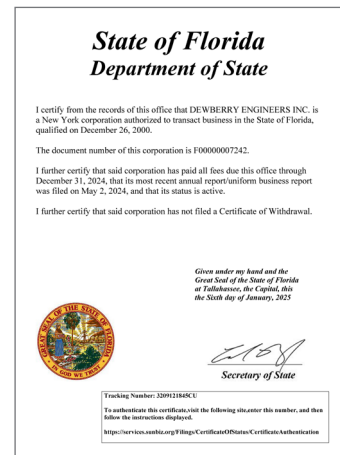 State of Florida
Department of State
I certify from the records of this office that DEWBERRY ENGINEERS INC. is
a New York corporation authorized to transact business in the State of Florida,
qualified on December 26, 2000.
The document number of this corporation is F00000007242.
I further certify that said corporation has paid all fees due this office through
December 31, 2024, that its most recent annual report/uniform business report
was filed on May 2, 2024, and that its status is active.
I further certify that said corporation has not filed a Certificate of Withdrawal.
Given under my hand and the
Great Seal of the State of Florida
at Tallahassee, the Capital, this
the Sixth day of January, 2025
GREAT SEAL OF THE STATE OF FLORIDA
IN GOD WE TRUST
Secretary of State
Tracking Number: 3209121845CU
To authenticate this certificate,visit the following site,enter this number, and then
follow the instructions displayed.
https://services.sunbiz.org/Filings/CertificateOfStatus/CertificateAuthentication